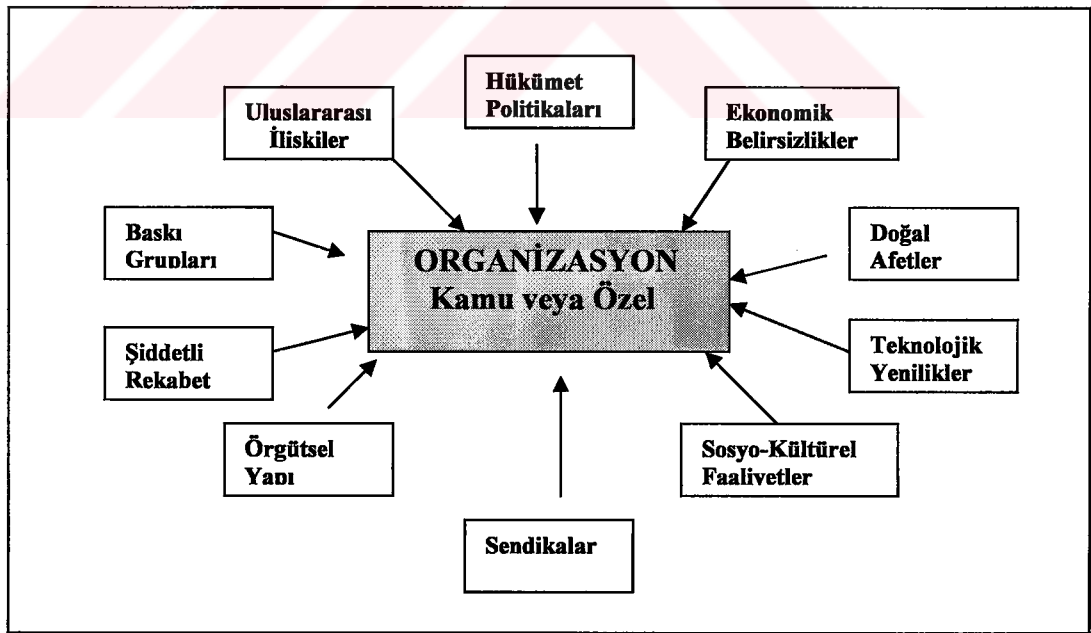 Hükümet
Politikaları
Uluslararası
İliskiler
Ekonomik
Belirsizlikler
Baskı
Grupları
ORGANİZASYON
Kamu veya Özel
Doğal
Afetler
Şiddetli
Rekabet
Teknolojik
Yenilikler
Örgütsel
Yapı
Sosyo-Kültürel
Faaliyetler
Sendikalar